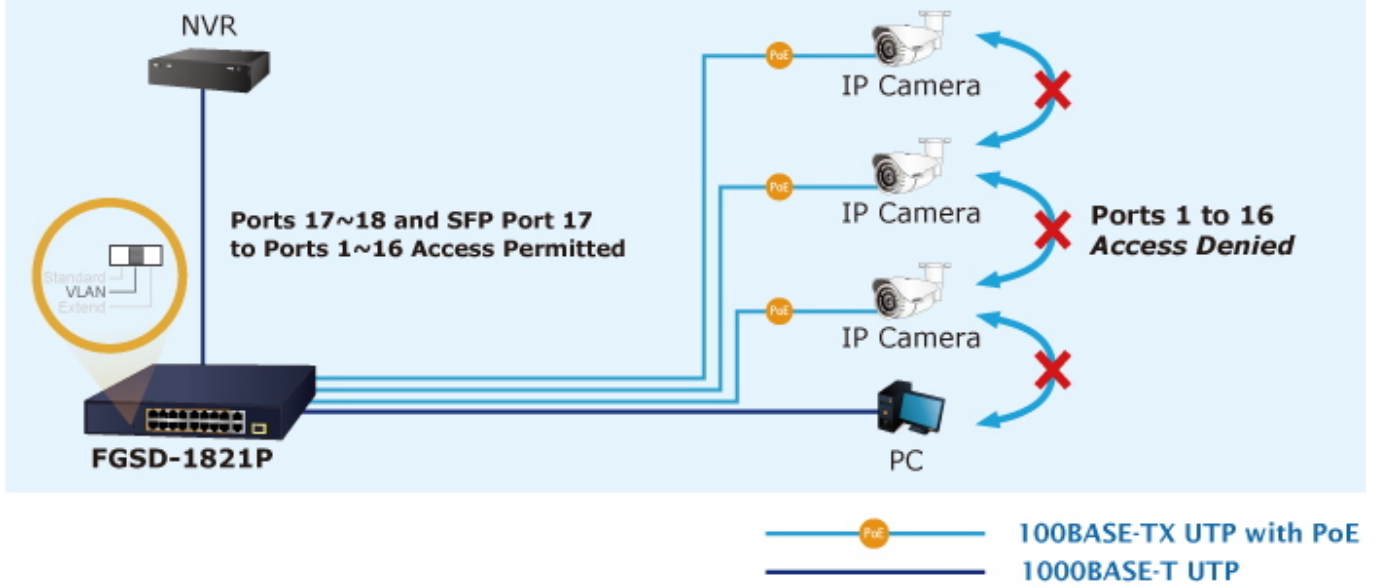 NVR
PoE
IP Camera
PoE
IP Camera
Ports 17~18 and SFP Port 17
to Ports 1~16 Access Permitted
Ports 1 to 16
Access Denied
Standard
VLAN
Extend
PoE
IP Camera
FGSD-1821P
PC
PoE
100BASE-TX UTP with PoE
1000BASE-T UTP